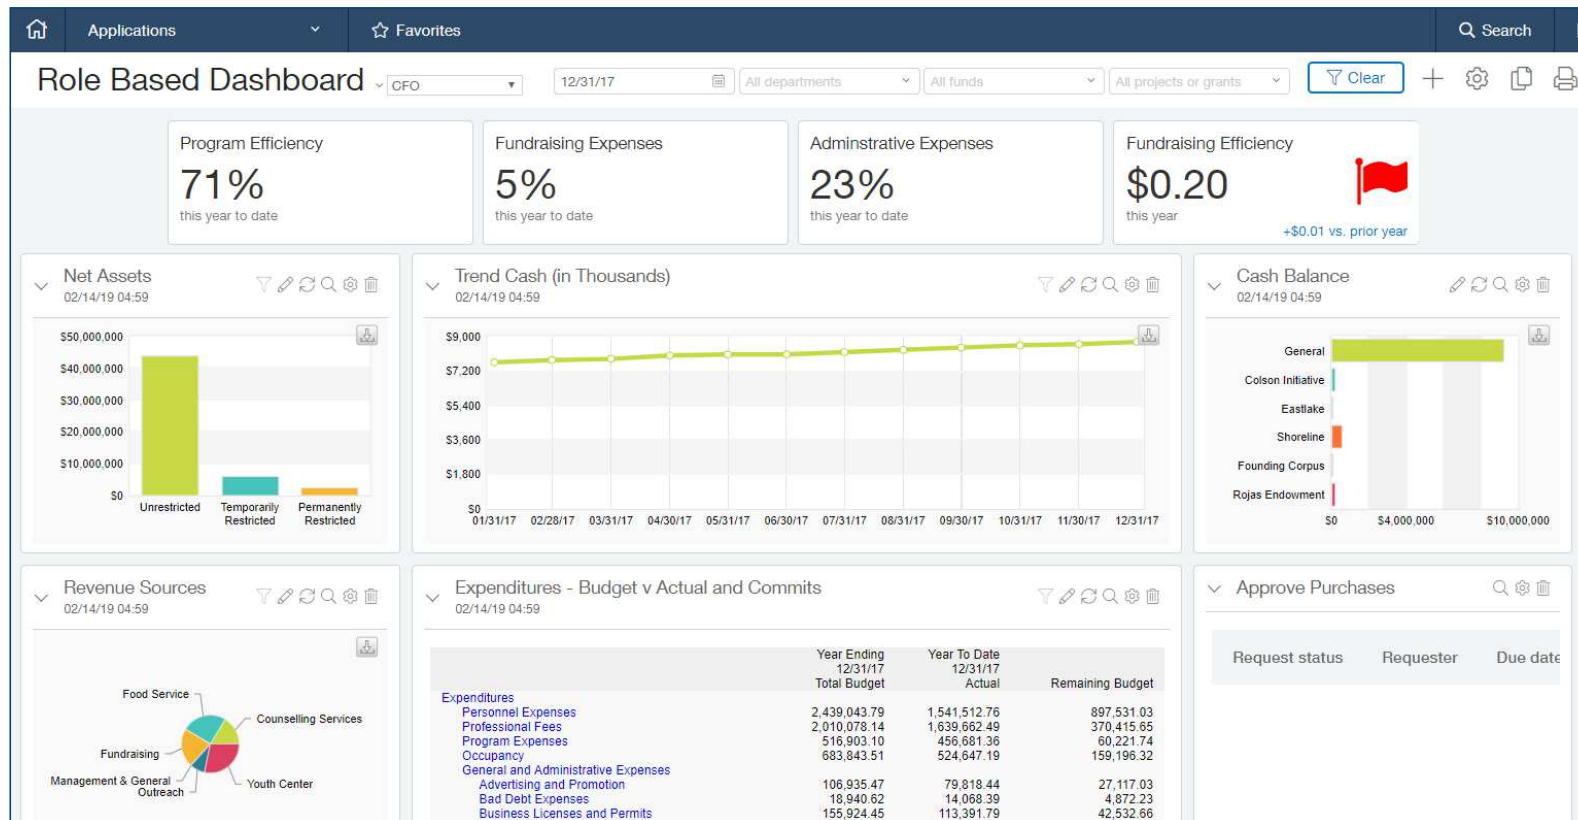 Applications
Favorites
Search
Role Based Dashboard
CFO
12/31/17
All departments
All funds
All projects or grants
Clear
Program Efficiency
71%
this year to date
Fundraising Expenses
5%
this year to date
Adminstrative Expenses
23%
this year to date
Fundraising Efficiency
$0.20
this year
+$0.01 vs. prior year
Net Assets
02/14/19 04:59
$50,000,000
$40,000,000
$30,000,000
$20,000,000
$10,000,000
$0
Unrestricted
Temporarily
Restricted
Permanently
Restricted
Trend Cash (in Thousands)
02/14/19 04:59
$9,000
$7,200
$5,400
$3,600
$1,800
$0
01/31/17 02/28/17 03/31/17 04/30/17 05/31/17 06/30/17 07/31/17 08/31/17 09/30/17 10/31/17 11/30/17 12/31/17
Cash Balance
02/14/19 04:59
General
Colson Initiative
Eastlake
Shoreline
Founding Corpus
Rojas Endowment
$0 $4,000,000 $10,000,000
Revenue Sources
02/14/19 04:59
Food Service
Counselling Services
Fundraising
Management & General
Outreach
Youth Center
Expenditures - Budget v Actual and Commits
02/14/19 04:59
Year Ending Year To Date
12/31/17 12/31/17
Total Budget Actual Remaining Budget
Expenditures
Personnel Expenses 2,439,043.79 1,541,512.76 897,531.03
Professional Fees 2,010,078.14 1,639,662.49 370,415.65
Program Expenses 516,903.10 456,681.36 60,221.74
Occupancy 683,843.51 524,647.19 159,196.32
General and Administrative Expenses
Advertising and Promotion 106,935.47 79,818.44 27,117.03
Bad Debt Expenses 18,940.62 14,068.39 4,872.23
Business Licenses and Permits 155,924.45 113,391.79 42,532.66
Approve Purchases
Request status Requester Due date